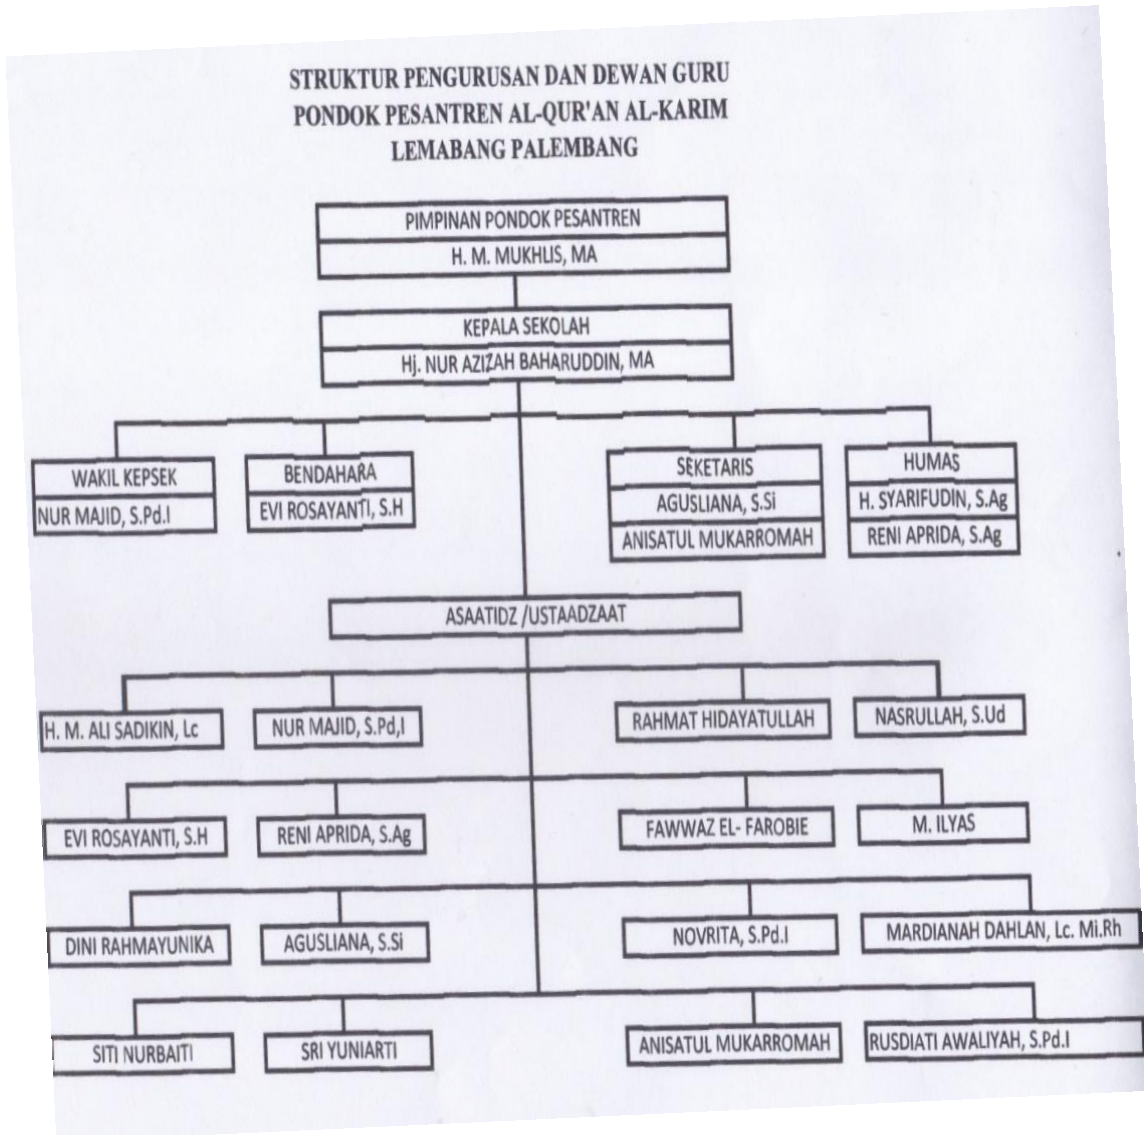 STRUKTUR PENGURUSAN DAN DEWAN GURU
PONDOK PESANTREN AL-QUR'AN AL-KARIM
LEMABANG PALEMBANG
PIMPINAN PONDOK PESANTREN
H. M. MUKHLIS, MA
KEPALA SEKOLAH
Hj. NUR AZIZAH BAHARUDDIN, MA
WAKIL KEPSEK
NUR MAJID, S.Pd.I
BENDAHARA
EVI ROSAYANTI, S.H
SEKETARIS
AGUSLIANA, S.Si
ANISATUL MUKARROMAH
HUMAS
H. SYARIFUDIN, S.Ag
RENI APRIDA, S.Ag
ASAATIDZ /USTAADZAAT
H. M. ALI SADIKIN, Lc
NUR MAJID, S.Pd,I
RAHMAT HIDAYATULLAH
NASRULLAH, S.Ud
EVI ROSAYANTI, S.H
RENI APRIDA, S.Ag
FAWWAZ EL- FAROBIE
M. ILYAS
DINI RAHMAYUNIKA
AGUSLIANA, S.Si
NOVRITA, S.Pd.I
MARDIANAH DAHLAN, Lc. Mi.Rh
SITI NURBAITI
SRI YUNIARTI
ANISATUL MUKARROMAH
RUSDIATI AWALIYAH, S.Pd.I